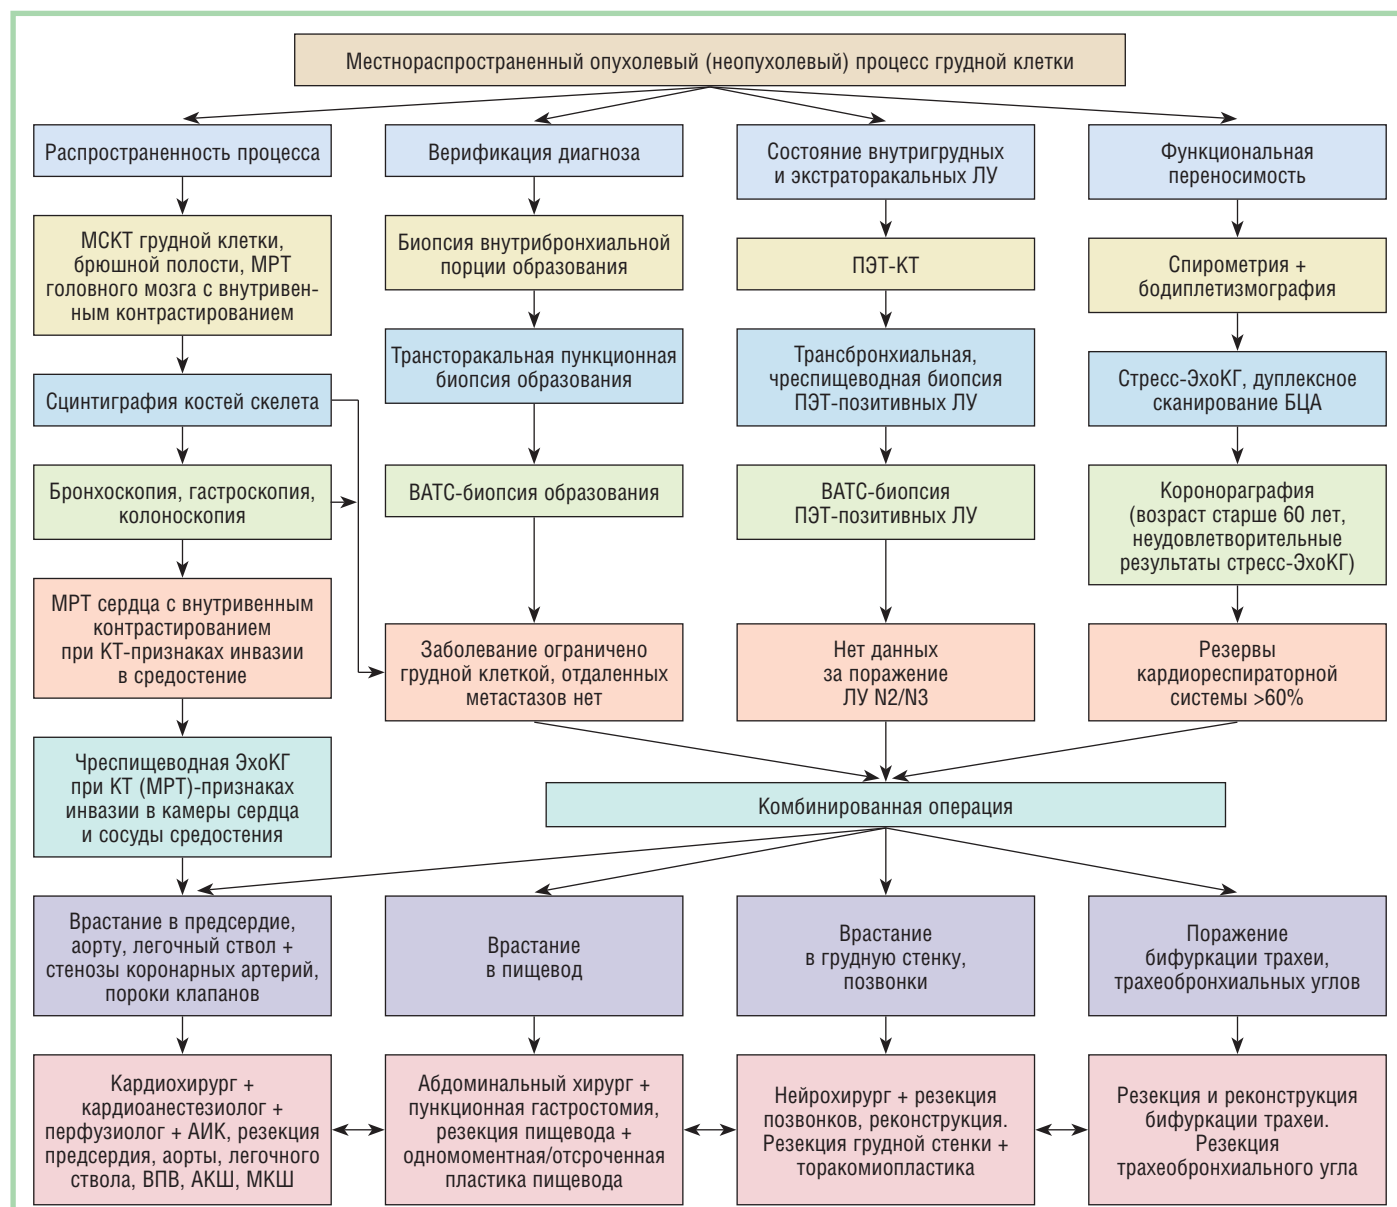 Местнораспространенный опухолевый (неопухолевый) процесс грудной клетки
Распространенность процесса
Верификация диагноза
Состояние внутригрудных
и экстраторакальных ЛУ
Функциональная
переносимость
МСКТ грудной клетки,
брюшной полости, МРТ
головного мозга с внутривен-
ным контрастированием
Биопсия внутрибронхиальной
порции образования
ПЭТ-КТ
Спирометрия +
бодиплетизмография
Сцинтиграфия костей скелета
Трансторакальная пункционная
биопсия образования
Трансбронхиальная,
чреспищеводная биопсия
ПЭТ-позитивных ЛУ
Стресс-ЭхоКГ, дуплексное
сканирование БЦА
Бронхоскопия, гастроскопия,
колоноскопия
ВАТС-биопсия образования
ВАТС-биопсия
ПЭТ-позитивных ЛУ
Коронораграфия
(возраст старше 60 лет,
неудовлетворительные
результаты стресс-ЭхоКГ)
МРТ сердца с внутривенным
контрастированием
при КТ-признаках инвазии
в средостение
Заболевание ограничено
грудной клеткой, отдаленных
метастазов нет
Нет данных
за поражение
ЛУ N2/N3
Резервы
кардиореспираторной
системы >60%
Чреспищеводная ЭхоКГ
при КТ (МРТ)-признаках
инвазии в камеры сердца
и сосуды средостения
Комбинированная операция
Врастание в предсердие,
аорту, легочный ствол +
стенозы коронарных артерий,
пороки клапанов
Врастание
в пищевод
Врастание
в грудную стенку,
позвонки
Поражение
бифуркации трахеи,
трахеобронхиальных углов
Кардиохирург +
кардиоанестезиолог +
перфузиолог + АИК, резекция
предсердия, аорты, легочного
ствола, ВПВ, АКШ, МКШ
Абдоминальный хирург +
пункционная гастростомия,
резекция пищевода +
одномоментная/отсроченная
пластика пищевода
Нейрохирург + резекция
позвонков, реконструкция.
Резекция грудной стенки +
торакомиопластика
Резекция и реконструкция
бифуркации трахеи.
Резекция
трахеобронхиального угла